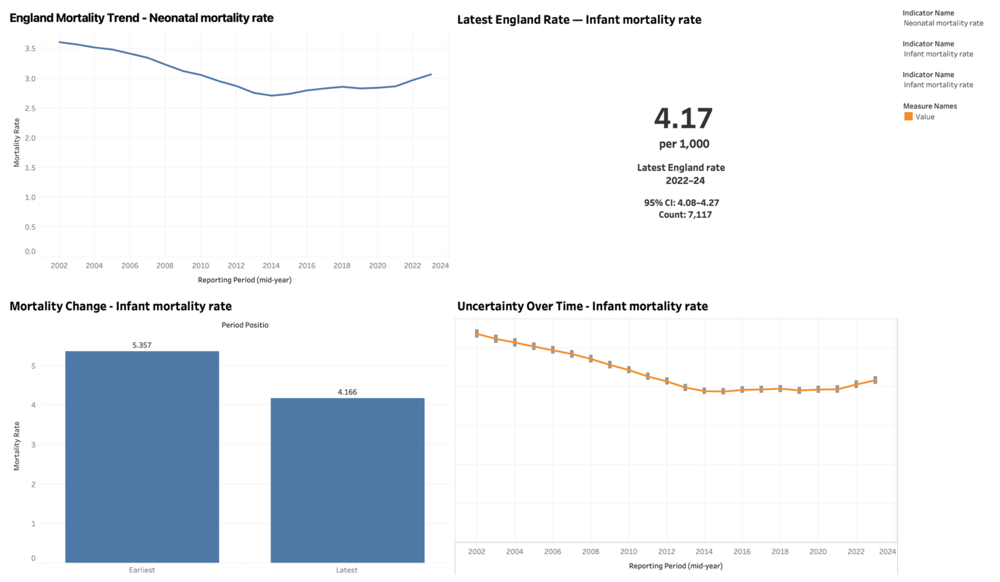 England Mortality Trend - Neonatal mortality rate
3.5
3.0
2.5
2.0
1.5
1.0
0.5
0.0
Mortality Rate
2002 2004 2006 2008 2010 2012 2014 2016 2018 2020 2022 2024
Reporting Period (mid-year)
Latest England Rate — Infant mortality rate
4.17
per 1,000
Latest England rate
2022–24
95% CI: 4.08–4.27
Count: 7,117
Indicator Name
Neonatal mortality rate
Indicator Name
Infant mortality rate
Indicator Name
Infant mortality rate
Measure Names
Value
Mortality Change - Infant mortality rate
Period Positio
5.357
4.166
5
4
3
2
1
0
Mortality Rate
Earliest Latest
Uncertainty Over Time - Infant mortality rate
2002 2004 2006 2008 2010 2012 2014 2016 2018 2020 2022 2024
Reporting Period (mid-year)